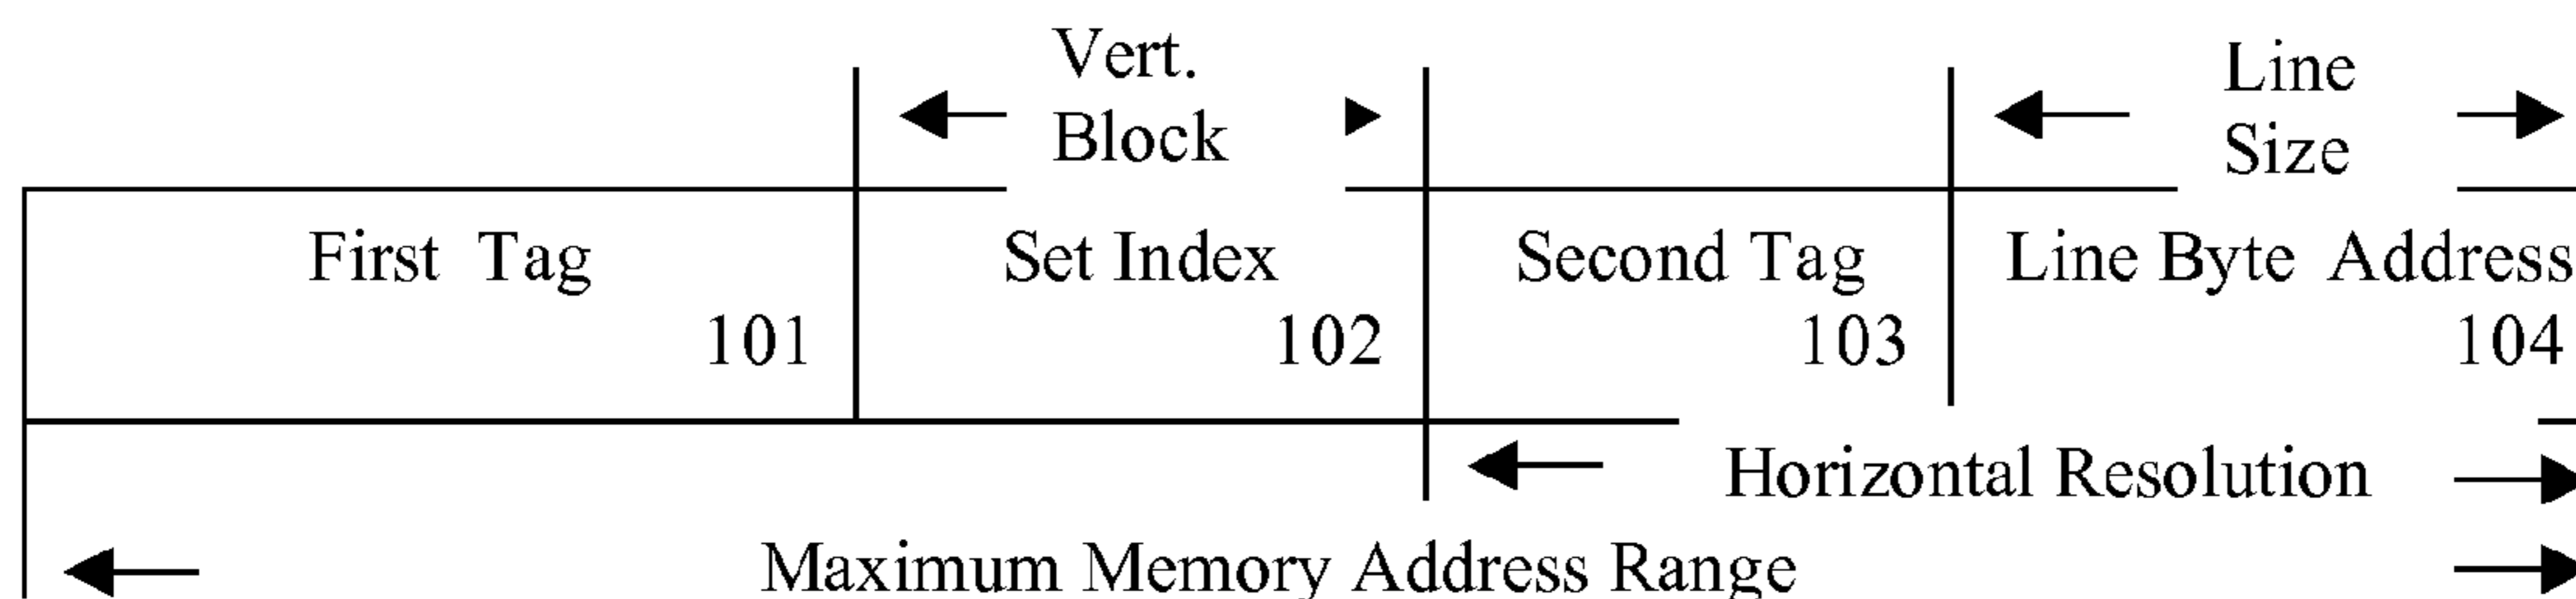 Vert.
Block
Line
Size
First Tag
101
Set Index
102
Second Tag
103
Line Byte Address
104
Horizontal Resolution
Maximum Memory Address Range